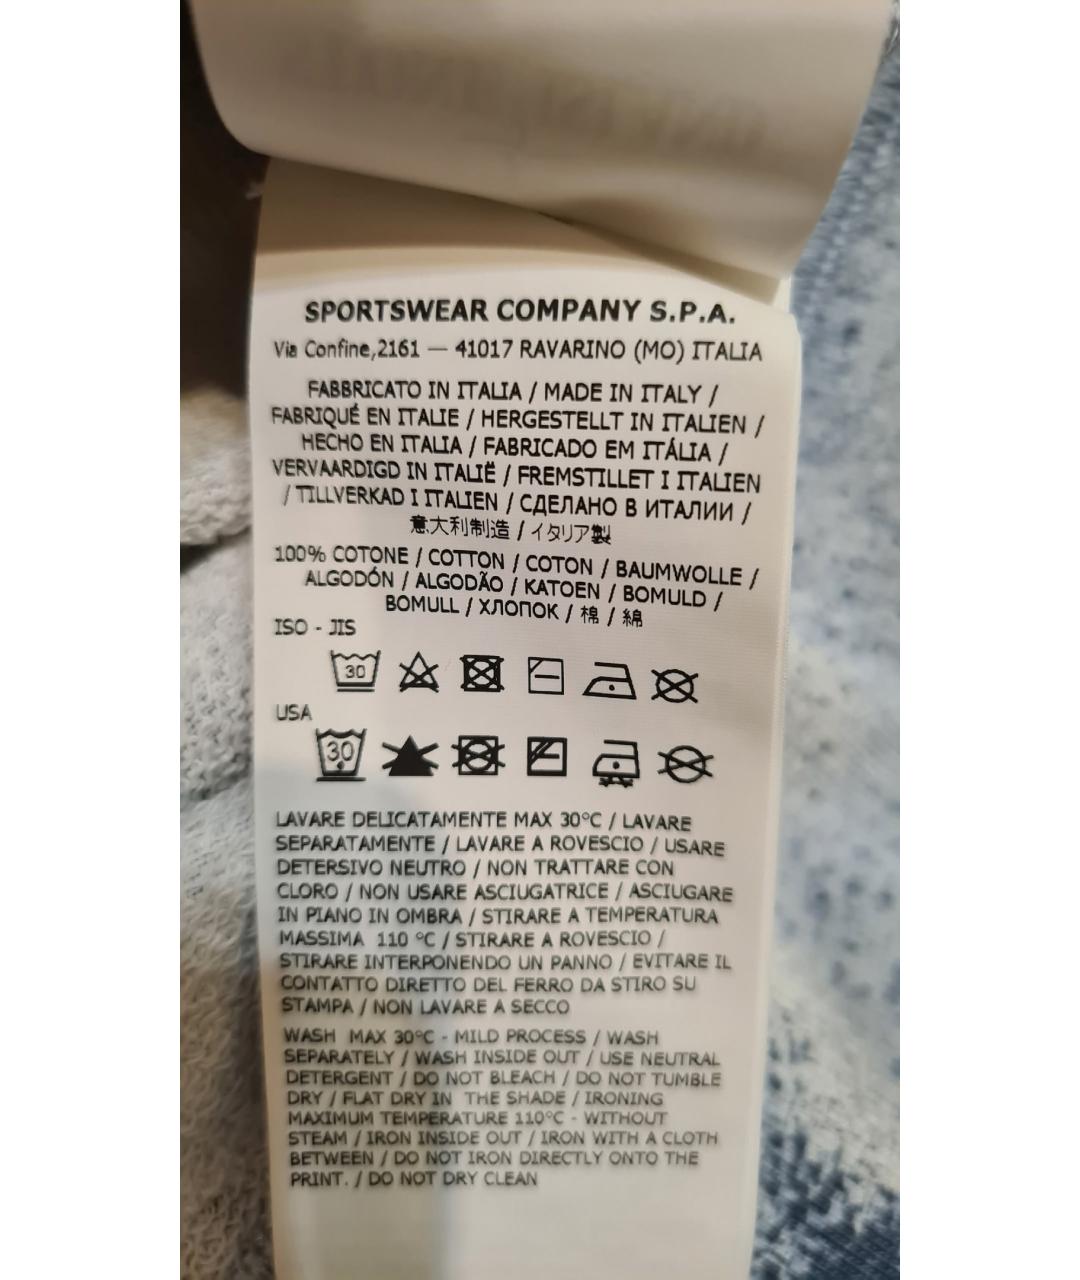 SPORTSWEAR COMPANY S.P.A.
Via Confine,2161 — 41017 RAVARINO (MO) ITALIA
FABBRICATO IN ITALIA / MADE IN ITALY /
FABRIQUÉ EN ITALIE / HERGESTELLT IN ITALIEN /
HECHO EN ITALIA / FABRICADO EM ITÁLIA /
VERVAARDIGD IN ITALIË / FREMSTILLET I ITALIEN
/ TILLVERKAD I ITALIEN / СДЕЛАНО В ИТАЛИИ /
意大利制造 / イタリア製
100% COTONE / COTTON / COTON / BAUMWOLLE /
ALGODÓN / ALGODÃO / KATOEN / BOMULD /
BOMULL / ХЛОПОК / 棉 / 綿
ISO - JIS
30
USA
30
LAVARE DELICATAMENTE MAX 30°C / LAVARE
SEPARATAMENTE / LAVARE A ROVESCIO / USARE
DETERSIVO NEUTRO / NON TRATTARE CON
CLORO / NON USARE ASCIUGATRICE / ASCIUGARE
IN PIANO IN OMBRA / STIRARE A TEMPERATURA
MASSIMA 110 °C / STIRARE A ROVESCIO /
STIRARE INTERPONENDO UN PANNO / EVITARE IL
CONTATTO DIRETTO DEL FERRO DA STIRO SU
STAMPA / NON LAVARE A SECCO
WASH MAX 30°C - MILD PROCESS / WASH
SEPARATELY / WASH INSIDE OUT / USE NEUTRAL
DETERGENT / DO NOT BLEACH / DO NOT TUMBLE
DRY / FLAT DRY IN THE SHADE / IRONING
MAXIMUM TEMPERATURE 110°C - WITHOUT
STEAM / IRON INSIDE OUT / IRON WITH A CLOTH
BETWEEN / DO NOT IRON DIRECTLY ONTO THE
PRINT. / DO NOT DRY CLEAN